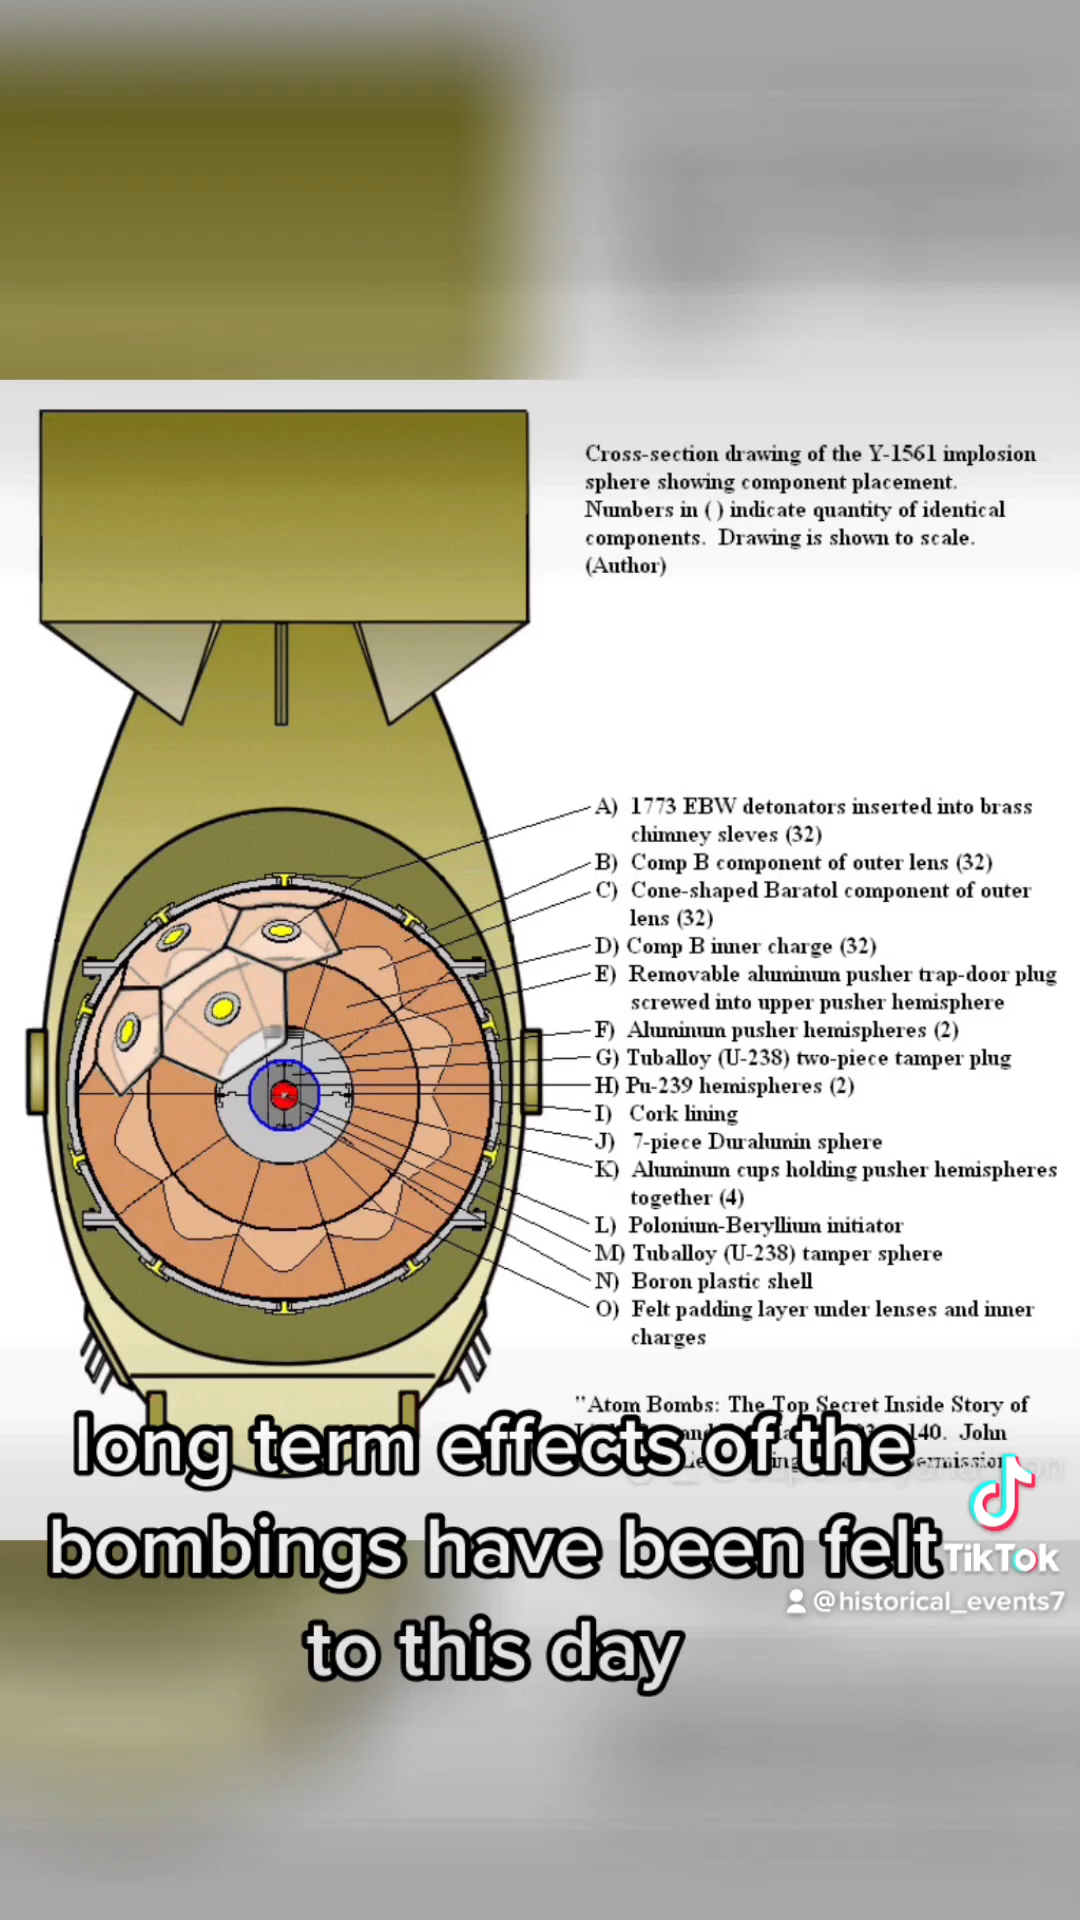 Cross-section drawing of the Y-1561 implosion
sphere showing component placement.
Numbers in ( ) indicate quantity of identical
components. Drawing is shown to scale.
(Author)
A) 1773 EBW detonators inserted into brass
chimney sleves (32)
B) Comp B component of outer lens (32)
C) Cone-shaped Baratol component of outer
lens (32)
D) Comp B inner charge (32)
E) Removable aluminum pusher trap-door plug
screwed into upper pusher hemisphere
F) Aluminum pusher hemispheres (2)
G) Tuballoy (U-238) two-piece tamper plug
H) Pu-239 hemispheres (2)
I) Cork lining
J) 7-piece Duralunin sphere
K) Aluminum cups holding pusher hemispheres
together (4)
L) Polonium-Beryllium initiator
M) Tuballoy (U-238) tamper sphere
N) Boron plastic shell
O) Felt padding layer under lenses and inner
charges
"Atom Bombs: The Top Secret Inside Story of
140. John
long term effects of the
bombings have been felt
to this day
TikTok
@historical_events7